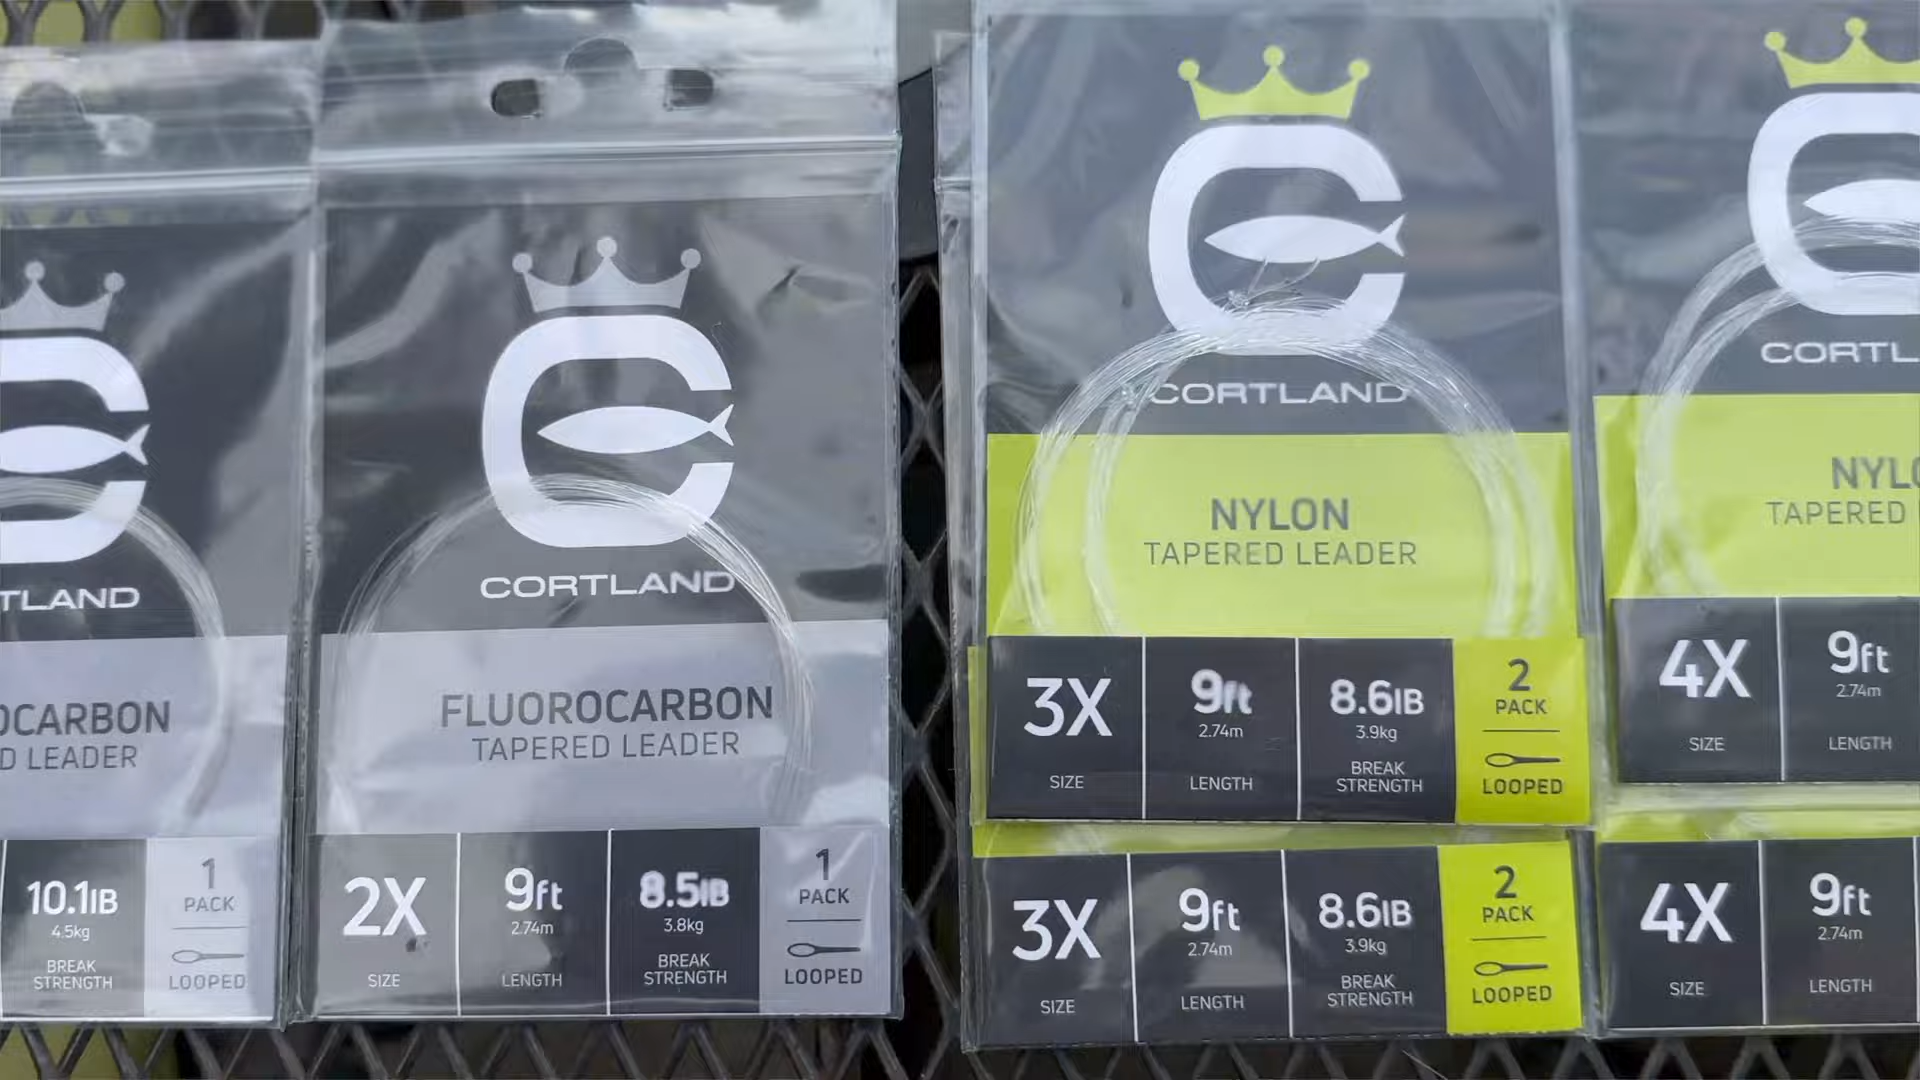 TLAND
OCARBON
D LEADER
10.1IB
4.5kg
BREAK
STRENGTH
1
PACK
LOOPED
CORTLAND
FLUOROCARBON
TAPERED LEADER
2X
SIZE
9ft
2.74m
LENGTH
8.5IB
3.8kg
BREAK
STRENGTH
1
PACK
LOOPED
CORTLAND
NYLON
TAPERED LEADER
3X
SIZE
9ft
2.74m
LENGTH
8.6IB
3.9kg
BREAK
STRENGTH
2
PACK
LOOPED
3X
SIZE
9ft
2.74m
LENGTH
8.6IB
3.9kg
BREAK
STRENGTH
2
PACK
LOOPED
CORTL
NYLO
TAPERED
4X
SIZE
9ft
2.74m
LENGTH
4X
SIZE
9ft
2.74m
LENGTH